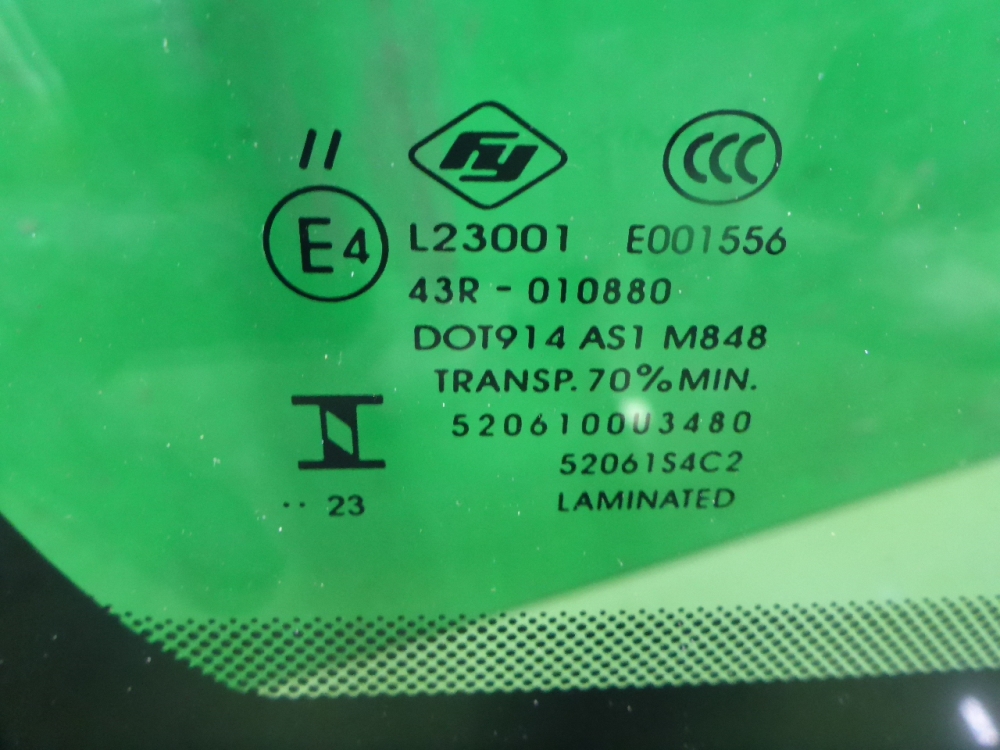 II
fy
CCC
E4
L23001 E001556
43R - 010880
DOT914 AS1 M848
TRANSP. 70% MIN.
5206100U3480
52061S4C2
LAMINATED
I
·· 23